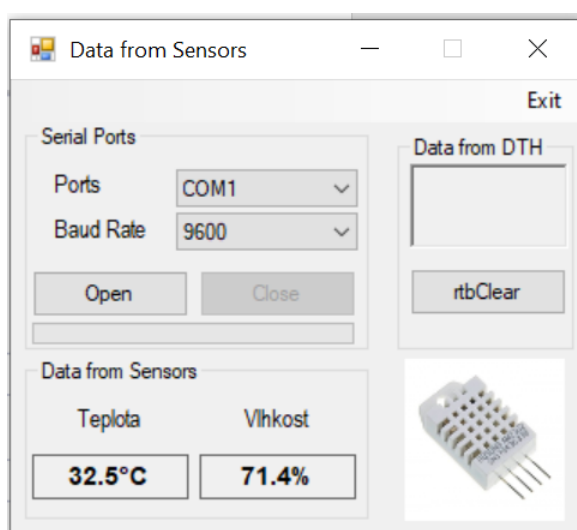 Data from Sensors
Exit
Serial Ports
Ports COM1
Baud Rate 9600
Open Close
Data from DTH
rtbClear
Data from Sensors
Teplota Vlhkost
32.5°C 71.4%